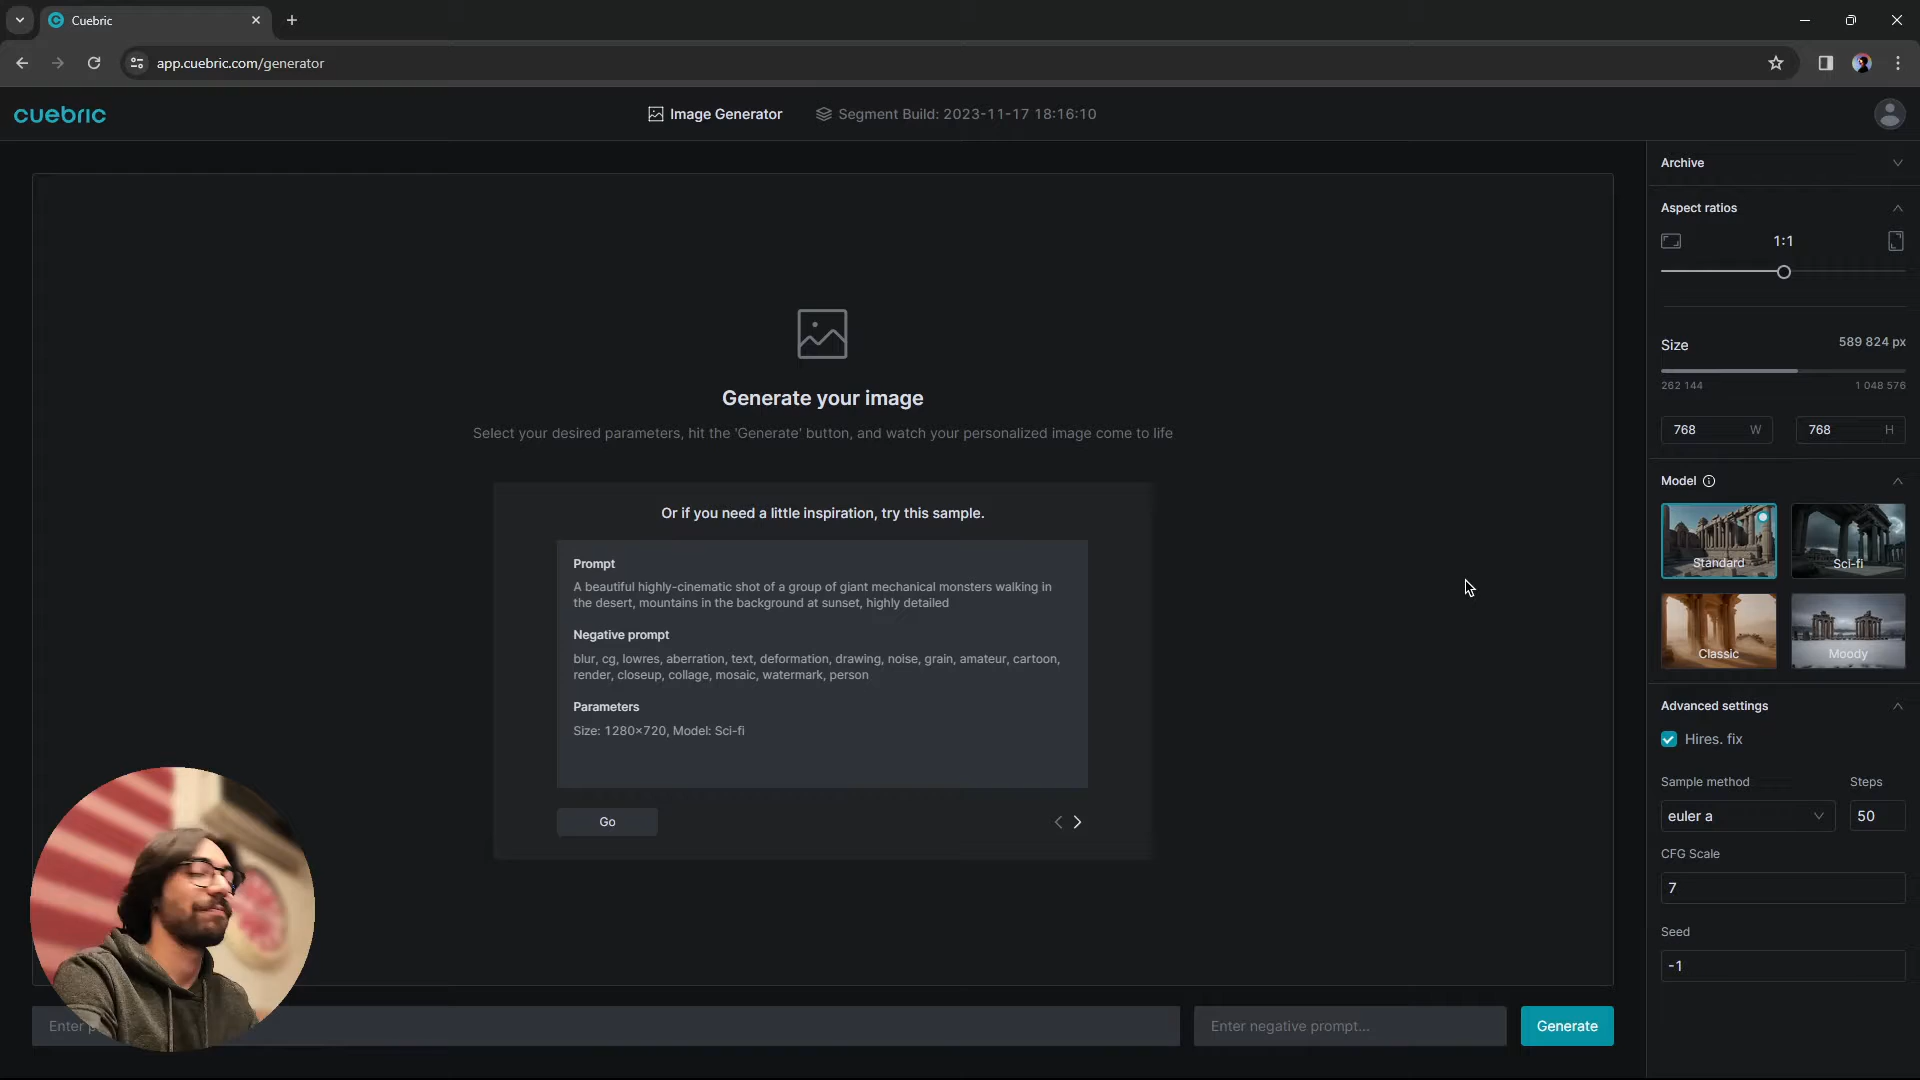 Cuebric
app.cuebric.com/generator
cuebric
Image Generator
Segment Build: 2023-11-17 18:16:10
Archive
Aspect ratios
1:1
Size
589 824 px
262 144
1 048 576
768 W
768 H
Model
Standard
Sci-fi
Classic
Moody
Advanced settings
Hires. fix
Sample method
Steps
euler a
50
CFG Scale
7
Seed
-1
Generate your image
Select your desired parameters, hit the 'Generate' button, and watch your personalized image come to life
Or if you need a little inspiration, try this sample.
Prompt
A beautiful highly-cinematic shot of a group of giant mechanical monsters walking in
the desert, mountains in the background at sunset, highly detailed
Negative prompt
blur, cg, lowres, aberration, text, deformation, drawing, noise, grain, amateur, cartoon,
render, closeup, collage, mosaic, watermark, person
Parameters
Size: 1280×720, Model: Sci-fi
Go
Enter
Enter negative prompt...
Generate